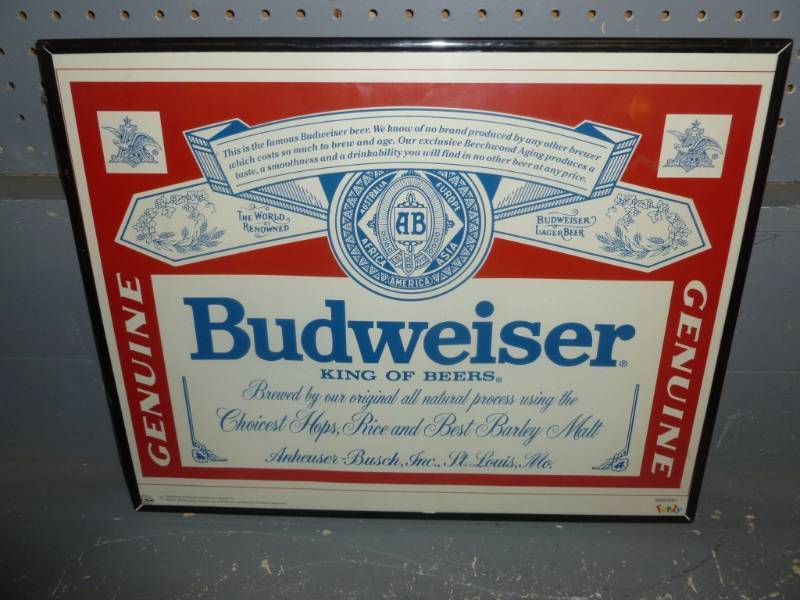 This is the famous Budweiser beer. We know of no brand produced by any other brewer
which costs so much to brew and age. Our exclusive Beechwood Aging produces a
taste, a smoothness and a drinkability you will find in no other beer at any price.
THE WORLD
RENOWNED
AUSTRALIA
EUROPE
AFRICA
ASIA
AMERICA
AB
BUDWEISER
LAGER BEER
GENUINE
GENUINE
Budweiser®
KING OF BEERS®
Brewed by our original all natural process using the
Choicest Hops, Rice and Best Barley Malt
Anheuser-Busch, Inc., St. Louis, Mo.
Funky